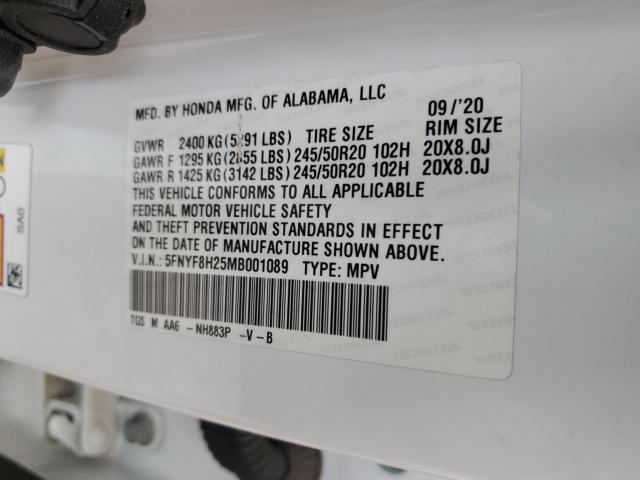 MFD. BY HONDA MFG. OF ALABAMA, LLC 09/'20
GVWR 2400 KG(5291 LBS) TIRE SIZE RIM SIZE
GAWR F 1295 KG(2855 LBS) 245/50R20 102H 20X8.0J
GAWR R 1425 KG(3142 LBS) 245/50R20 102H 20X8.0J
THIS VEHICLE CONFORMS TO ALL APPLICABLE
FEDERAL MOTOR VEHICLE SAFETY
AND THEFT PREVENTION STANDARDS IN EFFECT
ON THE DATE OF MANUFACTURE SHOWN ABOVE.
V.I.N.: 5FNYF8H25MB001089 TYPE: MPV
TGS M AA6 -NH883P -V-B
SA0
HONDA